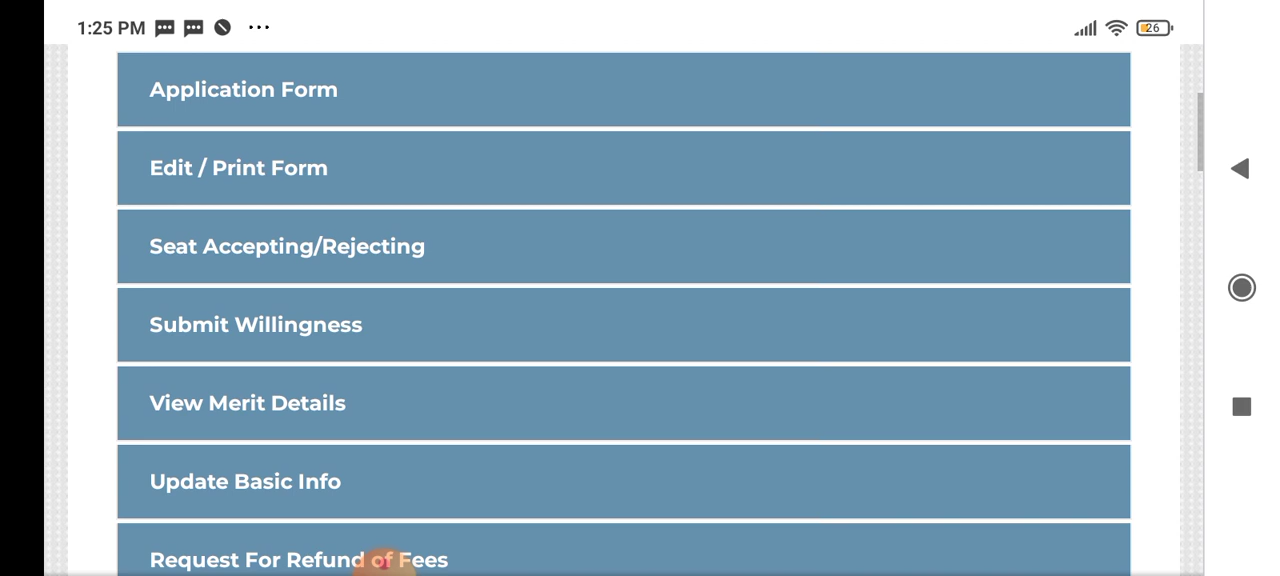 1:25 PM
26
Application Form
Edit / Print Form
Seat Accepting/Rejecting
Submit Willingness
View Merit Details
Update Basic Info
Request For Refund of Fees